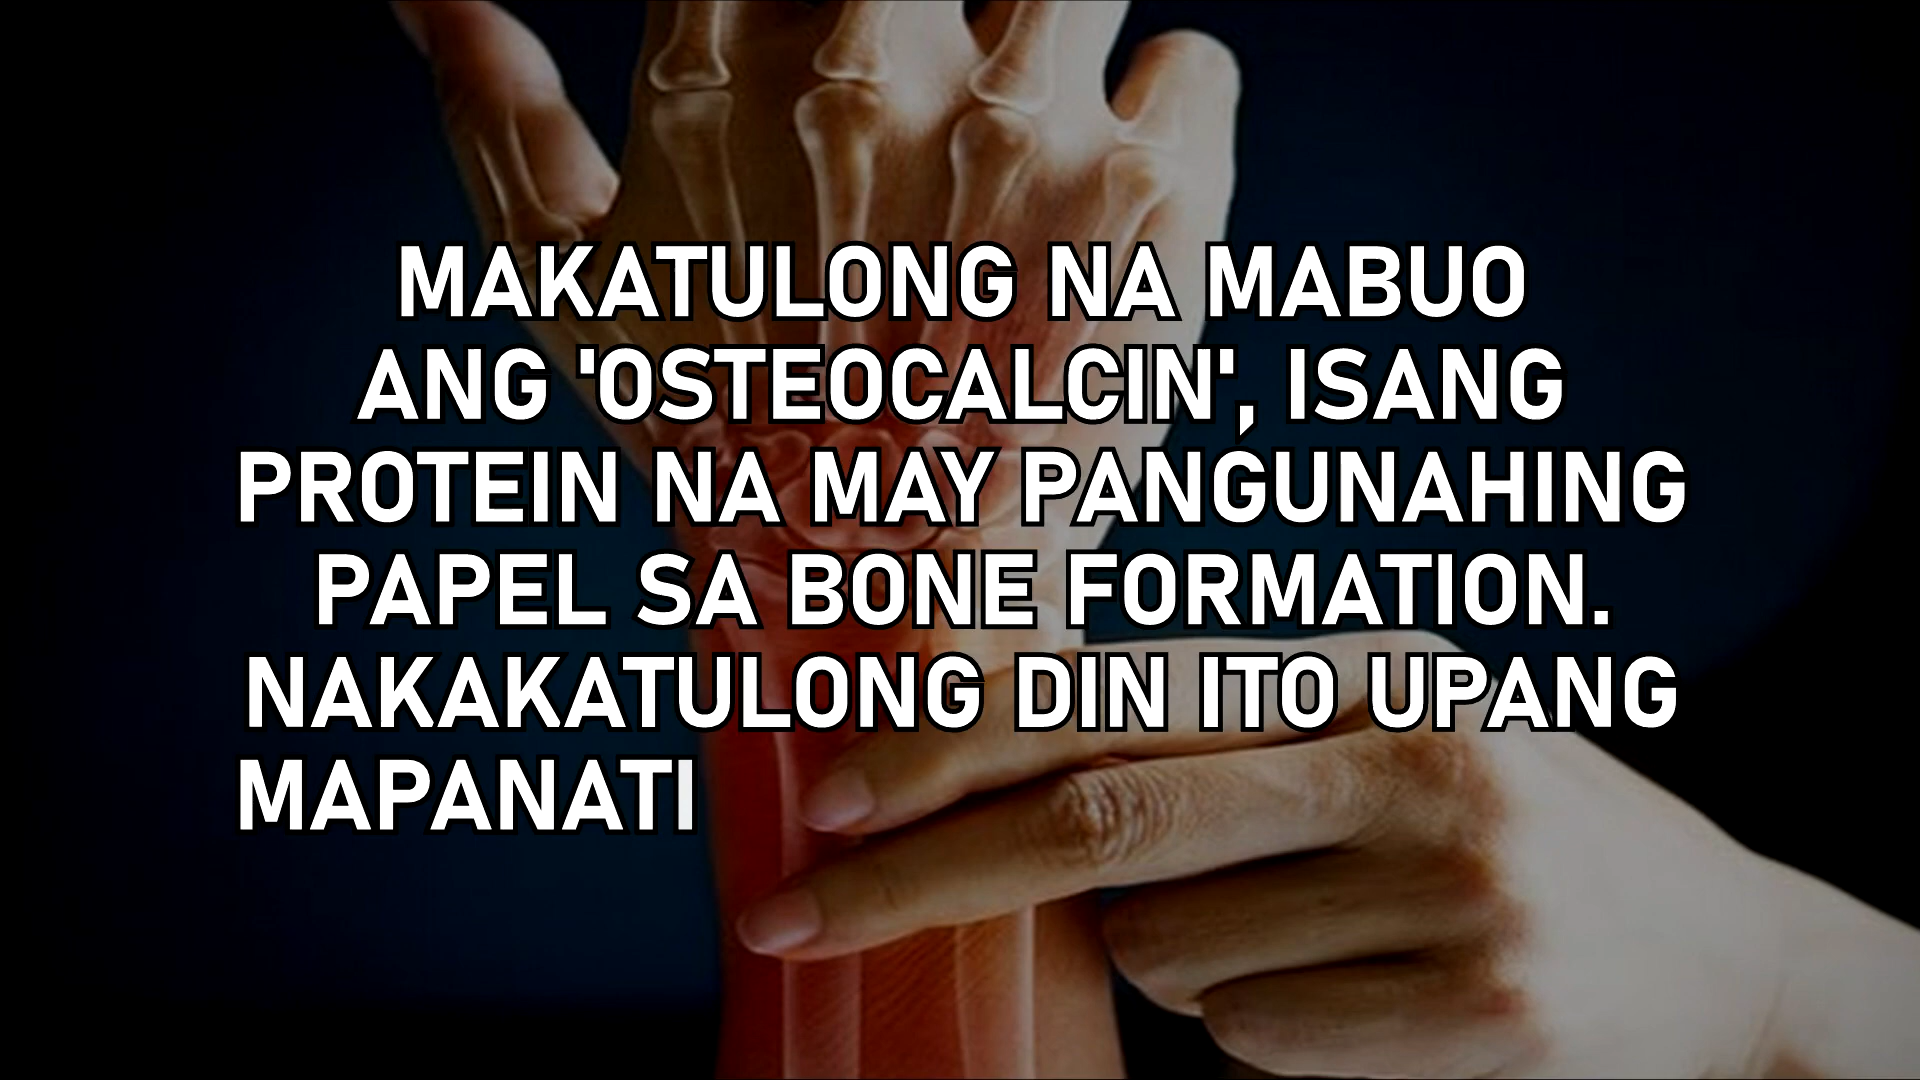 MAKATULONG NA MABUO
ANG 'OSTEOCALCIN', ISANG
PROTEIN NA MAY PANGUNAHING
PAPEL SA BONE FORMATION.
NAKAKATULONG DIN ITO UPANG
MAPANATI